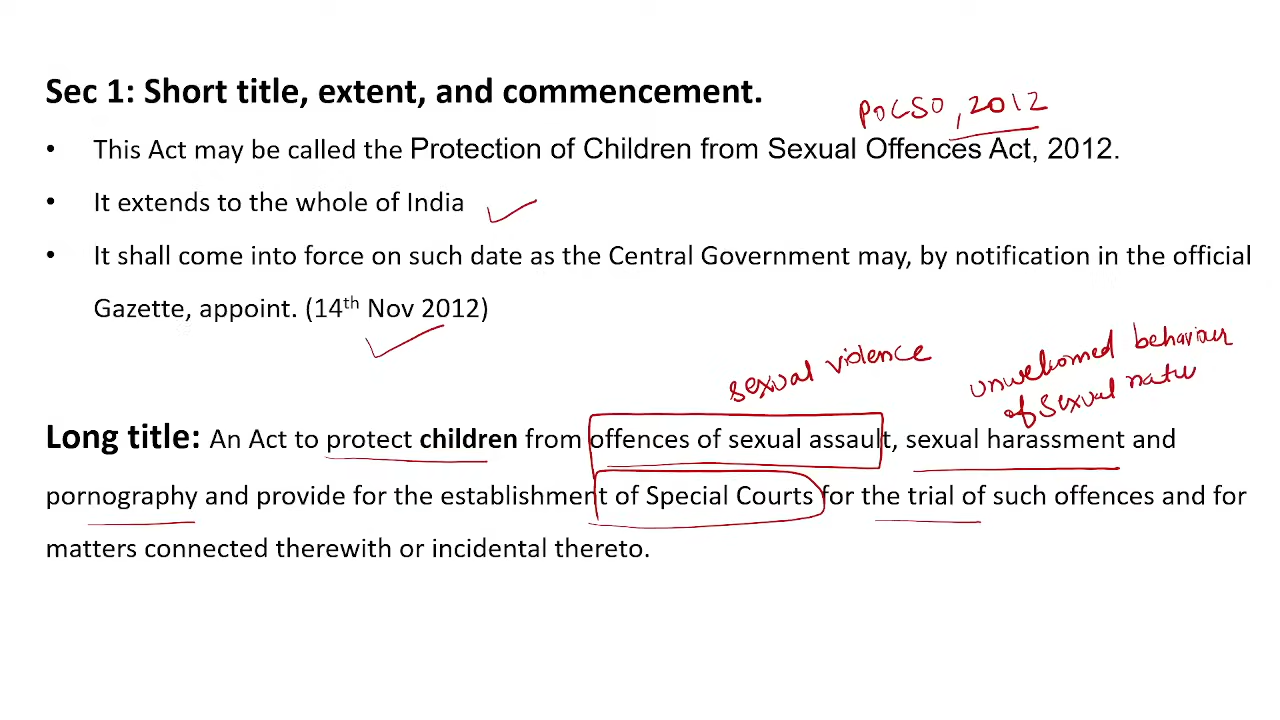 Sec 1: Short title, extent, and commencement.
POCSO, 2012
• This Act may be called the Protection of Children from Sexual Offences Act, 2012.
• It extends to the whole of India
• It shall come into force on such date as the Central Government may, by notification in the official
Gazette, appoint. (14th Nov 2012)
sexual violence
unwelcomed behaviour
of sexual natu
Long title: An Act to protect children from offences of sexual assault, sexual harassment and
pornography and provide for the establishment of Special Courts for the trial of such offences and for
matters connected therewith or incidental thereto.